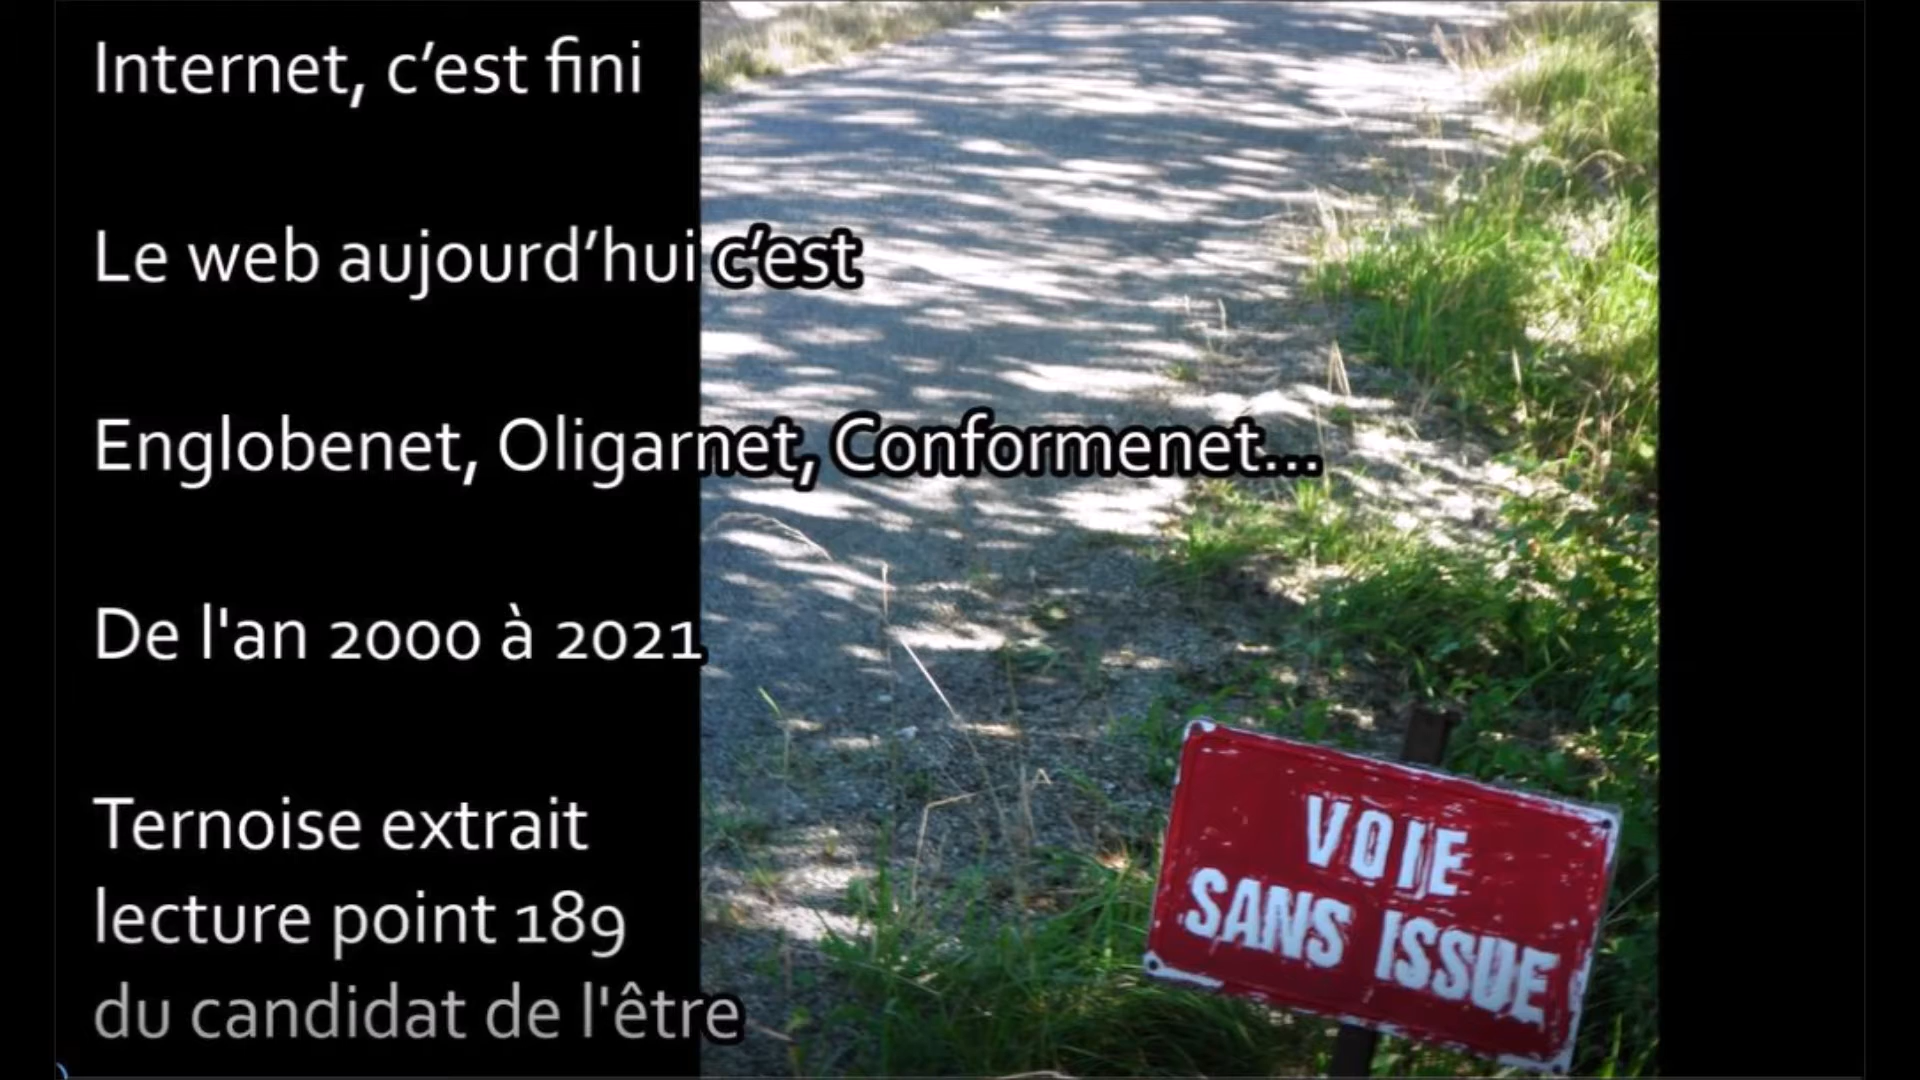 Internet, c’est fini
Le web aujourd’hui c’est
Englobenet, Oligarnet, Conformenet...
De l'an 2000 à 2021
Ternoise extrait
lecture point 189
du candidat de l'être
VOIE
SANS ISSUE